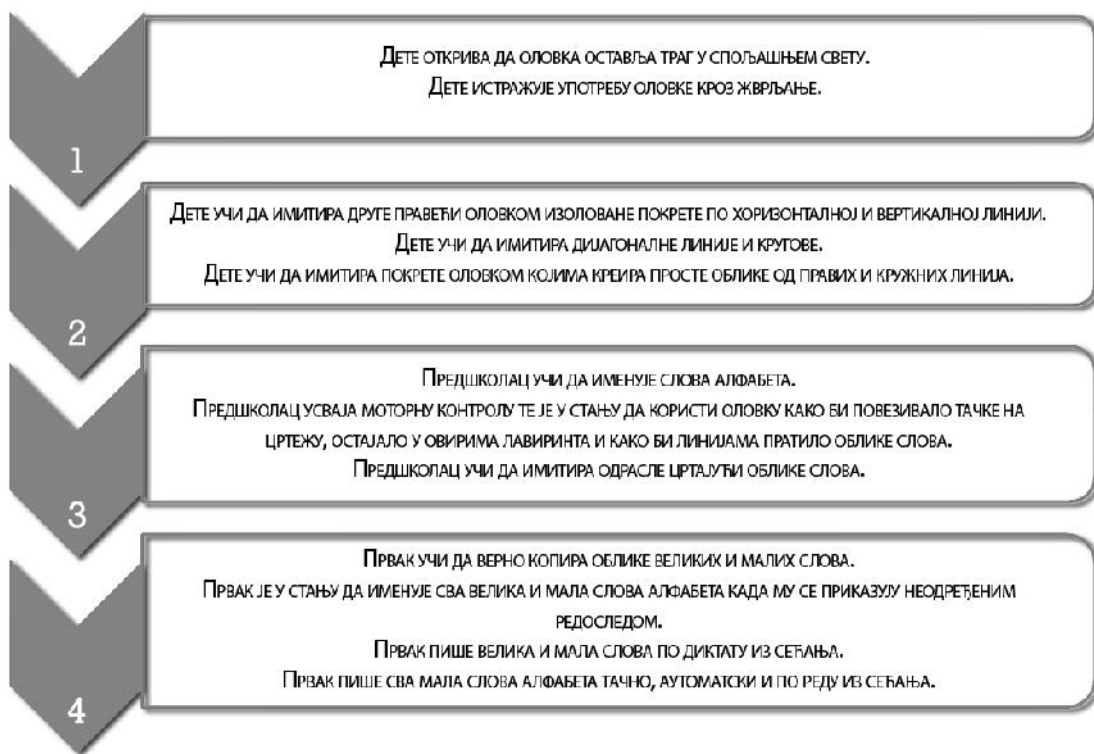 Дете открива да оловка оставља траг у спољашњем свету.
Дете истражује употребу оловке кроз жврљање.
1
Дете учи да имитира друге правећи оловком изоловане покрете по хоризонталној и вертикалној линији.
Дете учи да имитира дијагоналне линије и кругове.
Дете учи да имитира покрете оловком којима креира просте облике од правих и кружних линија.
2
Предшколац учи да именује слова алфабета.
Предшколац усваја моторну контролу те је у стању да користи оловку како би повезивало тачке на
цртежу, остајало у овирима лавиринта и како би линијама пратило облике слова.
Предшколац учи да имитира одрасле цртајући облике слова.
3
Првак учи да верно копира облике великих и малих слова.
Првак је у стању да именује сва велика и мала слова алфабета када му се приказују неодређеним
редоследом.
Првак пише велика и мала слова по диктату из сећања.
Првак пише сва мала слова алфабета тачно, аутоматски и по реду из сећања.
4